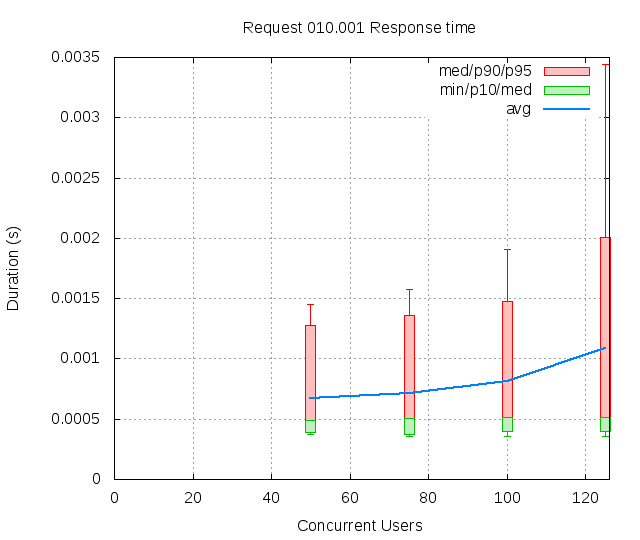 Request 010.001 Response time
0.0035
med/p90/p95
min/p10/med
avg
0.003
0.0025
0.002
0.0015
0.001
0.0005
0
Duration (s)
0 20 40 60 80 100 120
Concurrent Users